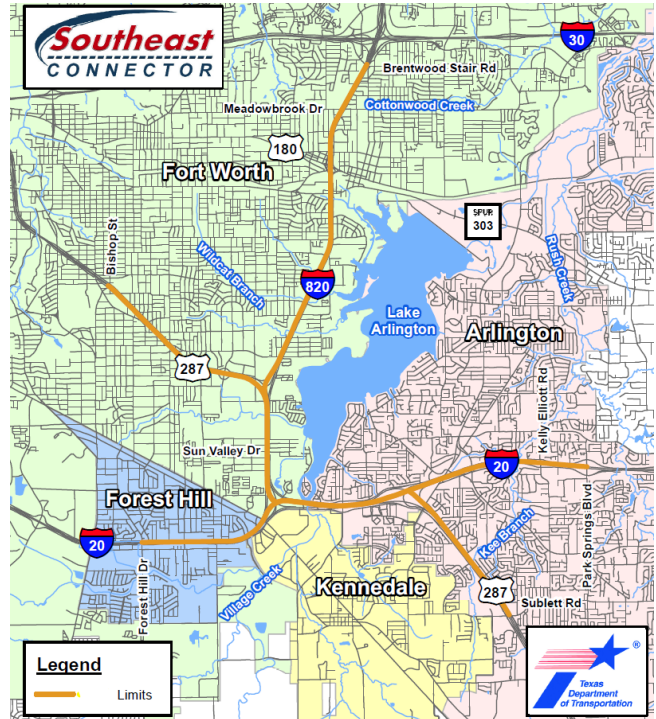 Southeast
CONNECTOR
30
Brentwood Stair Rd
Cottonwood Creek
Meadowbrook Dr
180
Fort Worth
SPUR
303
Bishop St
Wildcat Branch
Rush Creek
820
Lake
Arlington
Arlington
287
Kelly Elliott Rd
Sun Valley Dr
20
Forest Hill
20
Kee Branch
Park Springs Blvd
Forest Hill Dr
Village Creek
Kennedale
287
Sublett Rd
Legend
Limits
®
Texas
Department
of Transportation